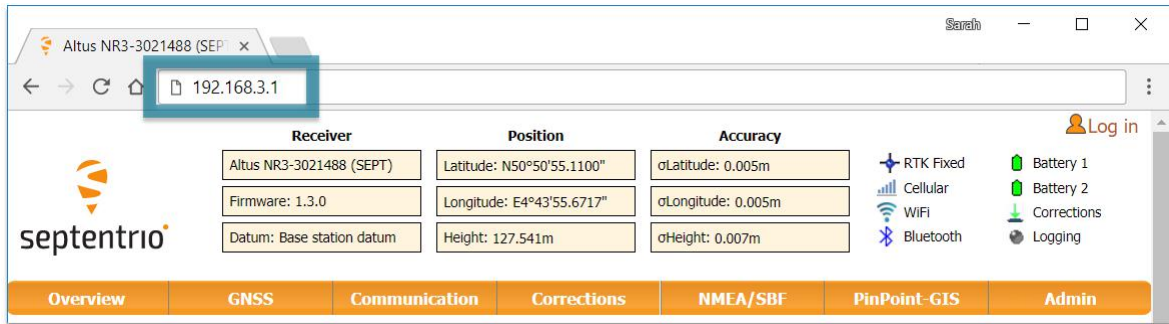 Altus NR3-3021488 (SEPT
Sarah
192.168.3.1
Log in
septentrio
Receiver
Altus NR3-3021488 (SEPT)
Firmware: 1.3.0
Datum: Base station datum
Position
Latitude: N50°50'55.1100"
Longitude: E4°43'55.6717"
Height: 127.541m
Accuracy
σLatitude: 0.005m
σLongitude: 0.005m
σHeight: 0.007m
RTK Fixed
Cellular
WiFi
Bluetooth
Battery 1
Battery 2
Corrections
Logging
Overview GNSS Communication Corrections NMEA/SBF PinPoint-GIS Admin